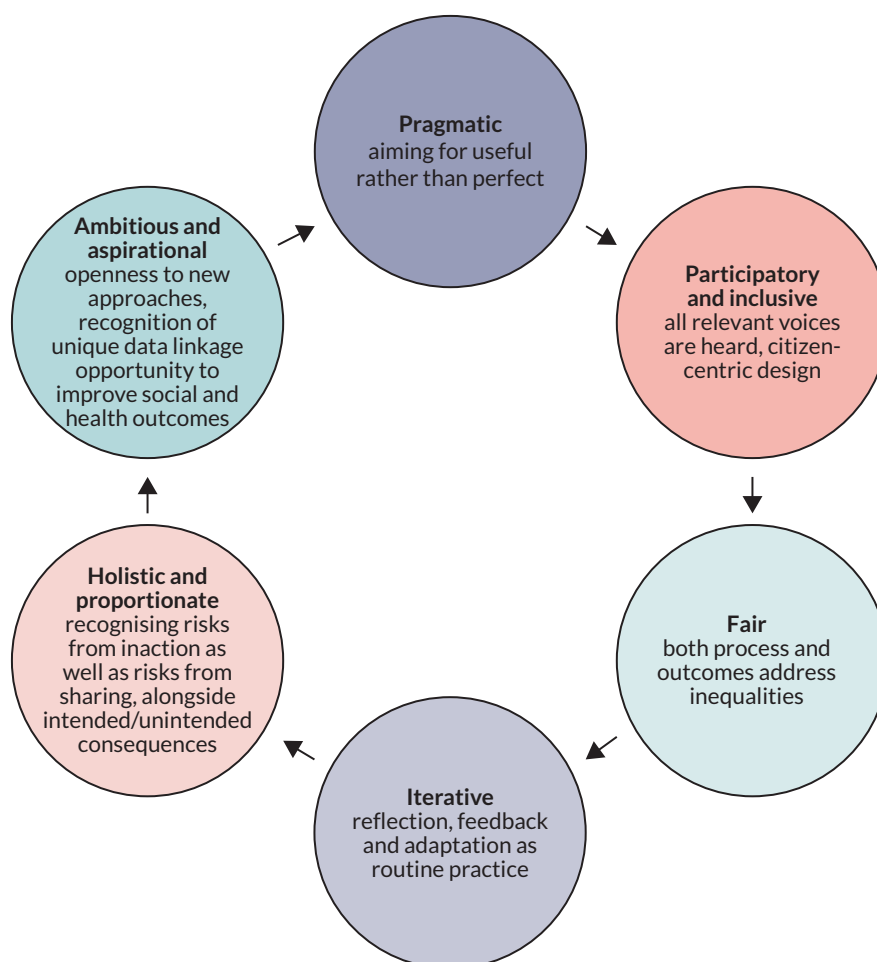 Pragmatic
aiming for useful
rather than perfect
Participatory
and inclusive
all relevant voices
are heard, citizen-
centric design
Fair
both process and
outcomes address
inequalities
Iterative
reflection, feedback
and adaptation as
routine practice
Holistic and
proportionate
recognising risks
from inaction as
well as risks from
sharing, alongside
intended/unintended
consequences
Ambitious and
aspirational
openness to new
approaches,
recognition of
unique data linkage
opportunity to
improve social and
health outcomes